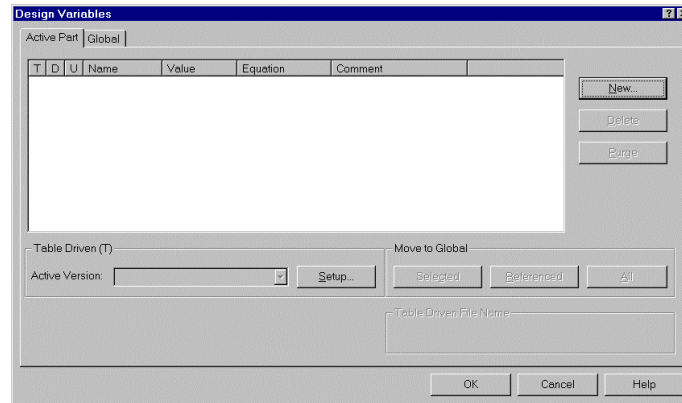 Design Variables
Active Part Global
T D U Name Value Equation Comment
New...
Delete
Purge
Table Driven (T)
Active Version:
Setup...
Move to Global
Selected Referenced All
Table Driven File Name
OK Cancel Help